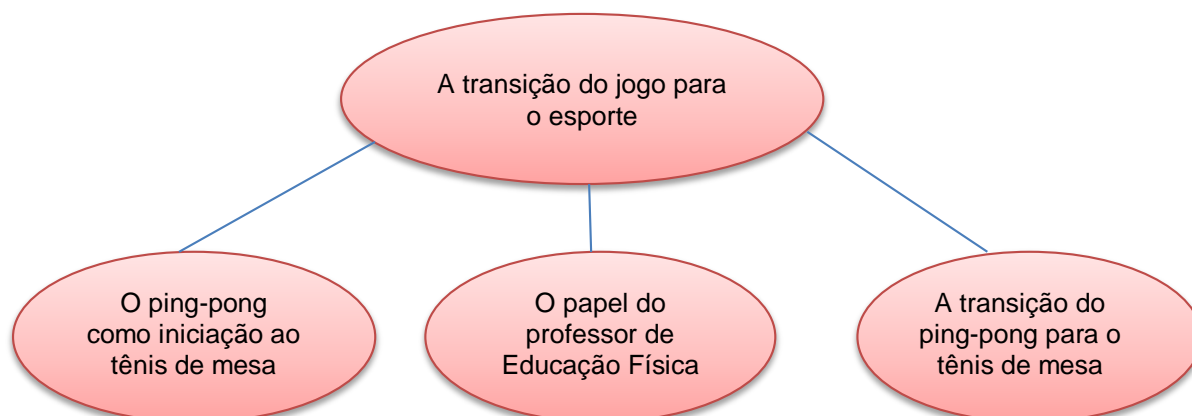 A transição do jogo para
o esporte
O ping-pong
como iniciação ao
tênis de mesa
O papel do
professor de
Educação Física
A transição do
ping-pong para o
tênis de mesa